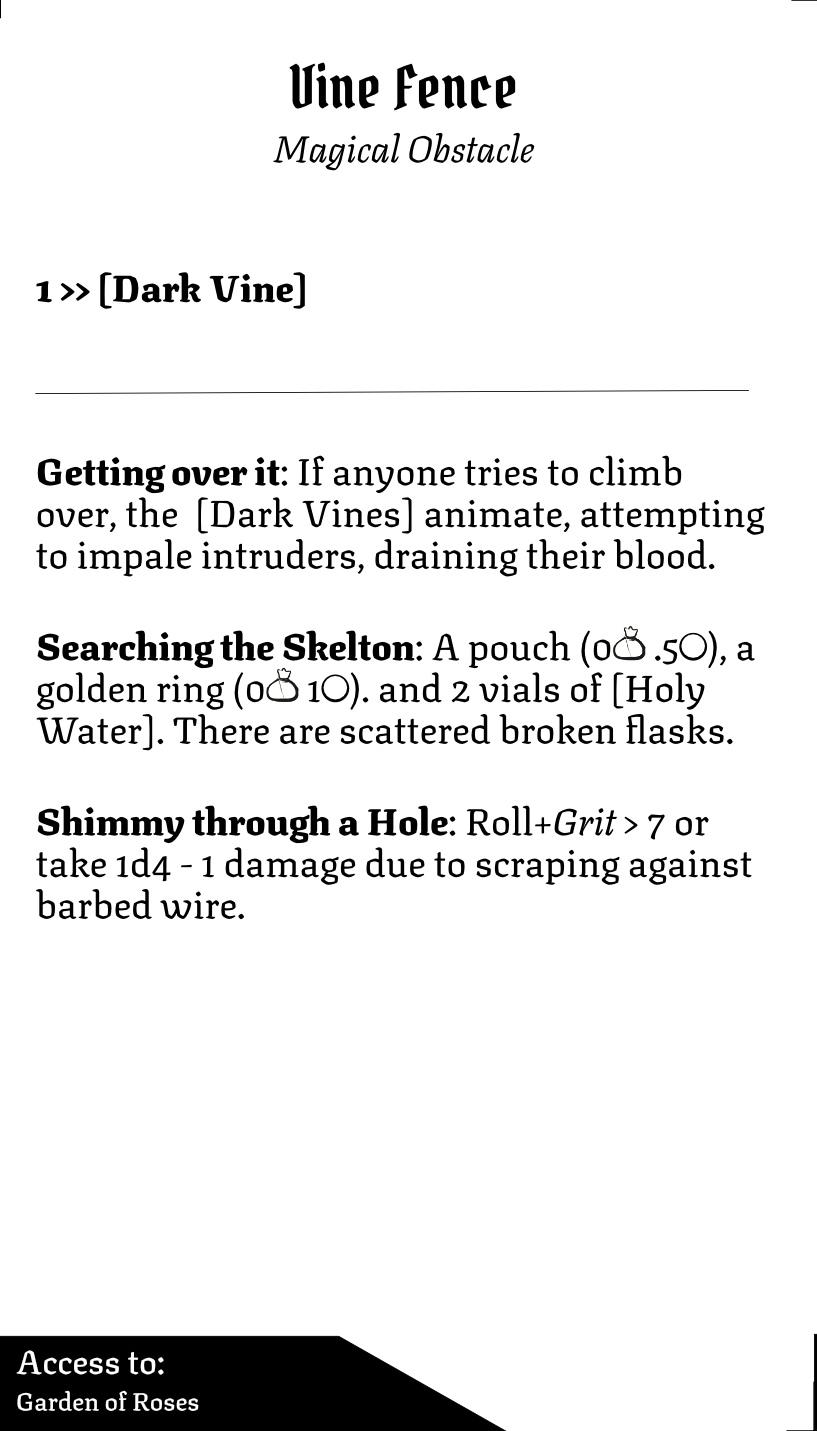 Vine Fence
Magical Obstacle
1 >> [Dark Vine]
Getting over it: If anyone tries to climb
over, the [Dark Vines] animate, attempting
to impale intruders, draining their blood.
Searching the Skelton: A pouch (0 .5), a
golden ring (0 1). and 2 vials of [Holy
Water]. There are scattered broken flasks.
Shimmy through a Hole: Roll+Grit > 7 or
take 1d4 - 1 damage due to scraping against
barbed wire.
Access to:
Garden of Roses